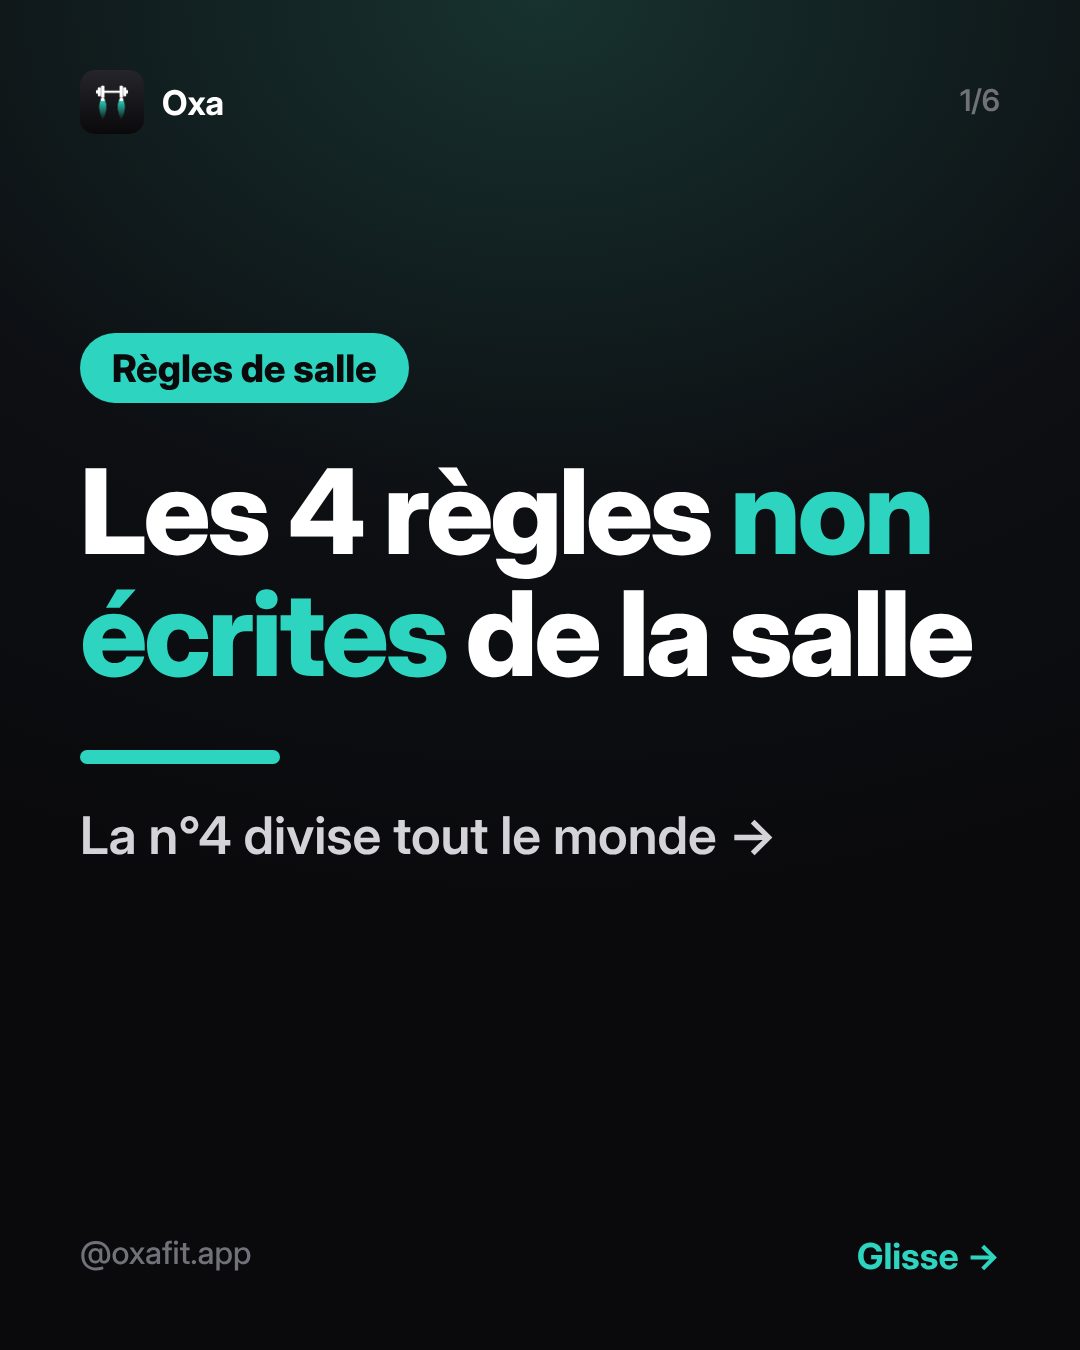 Oxa
1/6
Règles de salle
Les 4 règles non
écrites de la salle
La n°4 divise tout le monde →
@oxafit.app
Glisse →